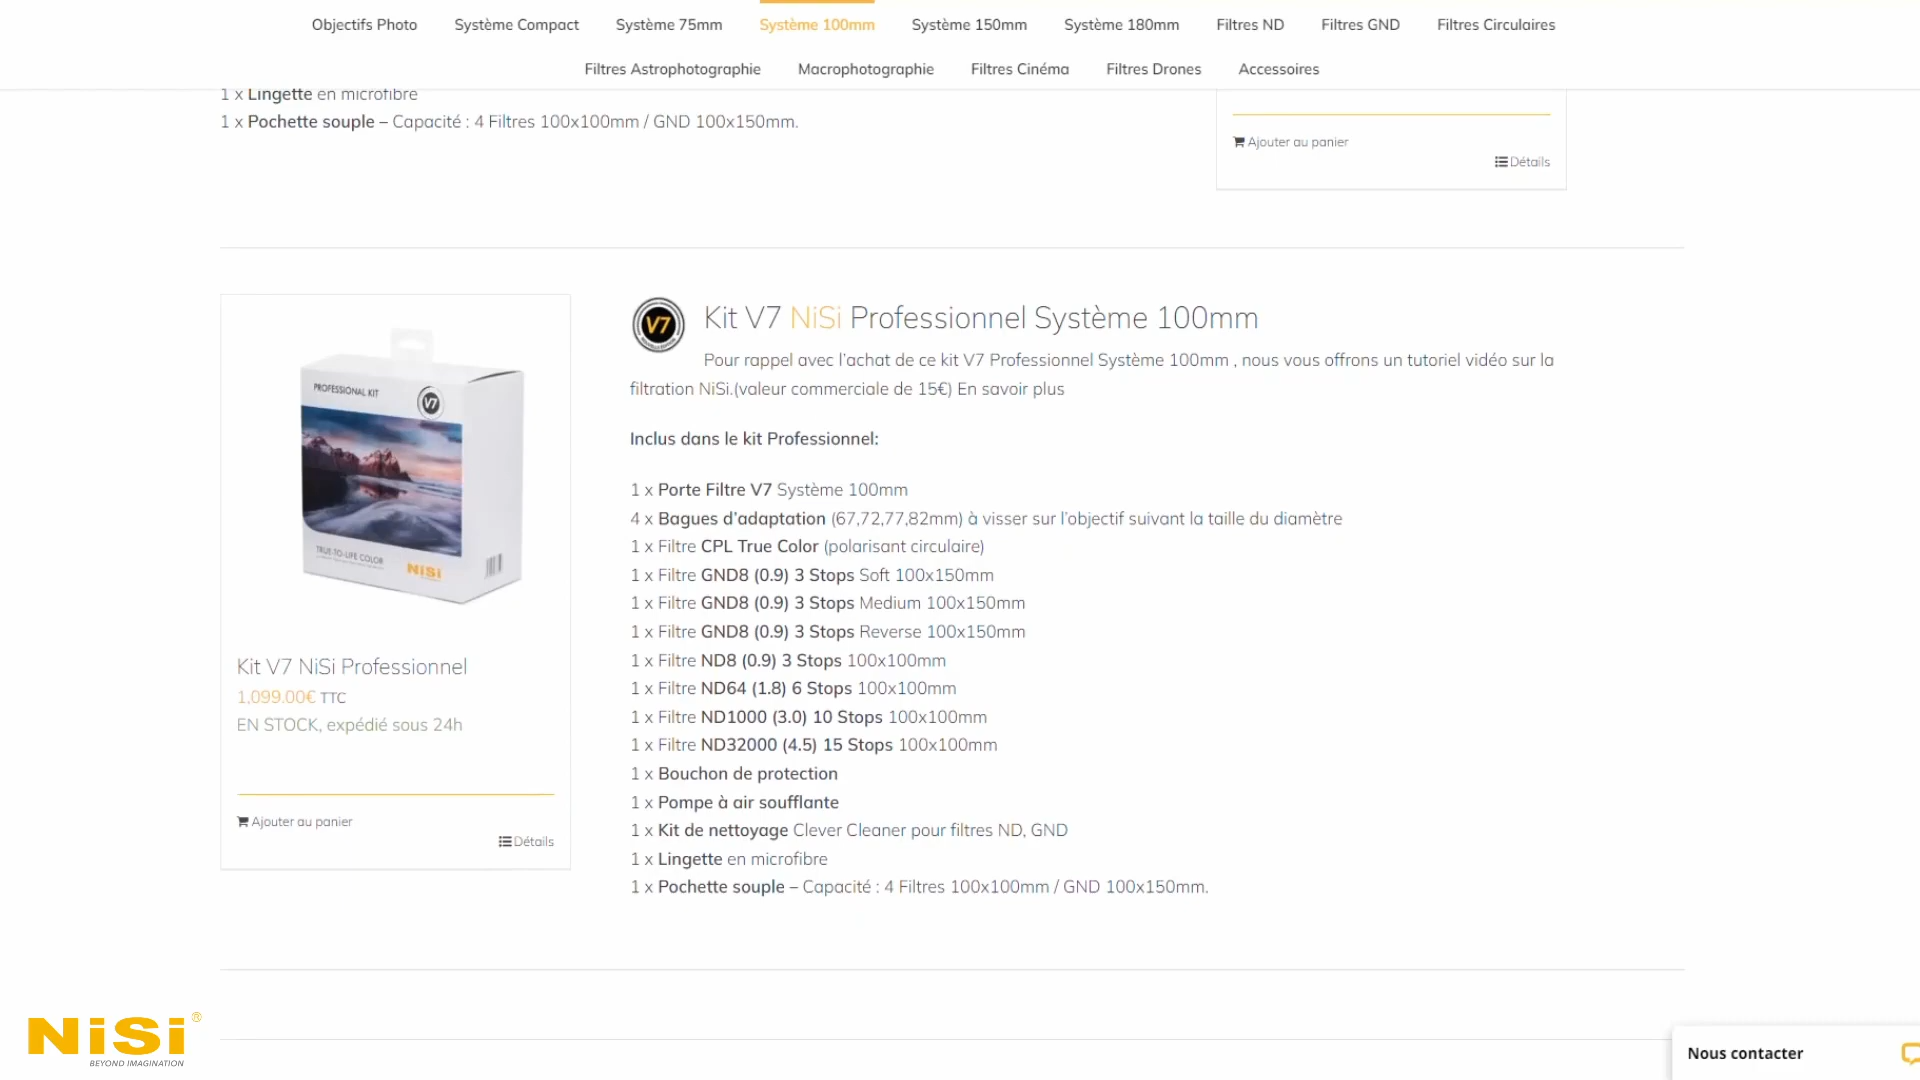 Objectifs Photo Système Compact Système 75mm Système 100mm Système 150mm Système 180mm Filtres ND Filtres GND Filtres Circulaires
Filtres Astrophotographie Macrophotographie Filtres Cinéma Filtres Drones Accessoires
1 x Lingette en microfibre
1 x Pochette souple – Capacité : 4 Filtres 100x100mm / GND 100x150mm.
Ajouter au panier
Détails
PROFESSIONAL KIT
V7
TRUE-TO-LIFE COLOR
NiSi
Kit V7 NiSi Professionnel
1,099.00€ TTC
EN STOCK, expédié sous 24h
Ajouter au panier
Détails
V7
Kit V7 NiSi Professionnel Système 100mm
Pour rappel avec l’achat de ce kit V7 Professionnel Système 100mm , nous vous offrons un tutoriel vidéo sur la
filtration NiSi.(valeur commerciale de 15€) En savoir plus
Inclus dans le kit Professionnel:
1 x Porte Filtre V7 Système 100mm
4 x Bagues d’adaptation (67,72,77,82mm) à visser sur l’objectif suivant la taille du diamètre
1 x Filtre CPL True Color (polarisant circulaire)
1 x Filtre GND8 (0.9) 3 Stops Soft 100x150mm
1 x Filtre GND8 (0.9) 3 Stops Medium 100x150mm
1 x Filtre GND8 (0.9) 3 Stops Reverse 100x150mm
1 x Filtre ND8 (0.9) 3 Stops 100x100mm
1 x Filtre ND64 (1.8) 6 Stops 100x100mm
1 x Filtre ND1000 (3.0) 10 Stops 100x100mm
1 x Filtre ND32000 (4.5) 15 Stops 100x100mm
1 x Bouchon de protection
1 x Pompe à air soufflante
1 x Kit de nettoyage Clever Cleaner pour filtres ND, GND
1 x Lingette en microfibre
1 x Pochette souple – Capacité : 4 Filtres 100x100mm / GND 100x150mm.
NiSi®
BEYOND IMAGINATION
Nous contacter